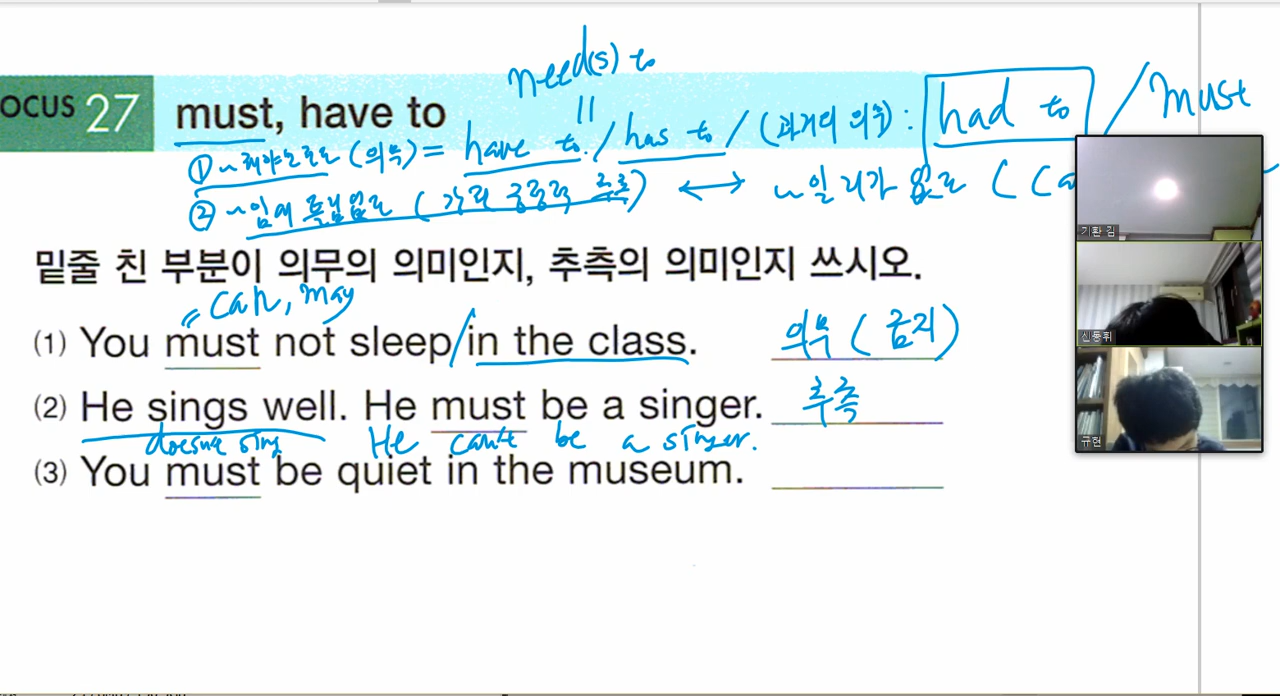 need(s) to
OCUS 27 must, have to
||
① ~해야 한다 (의무) = have to / has to / (과거의 의무) : had to / must
② ~임에 틀림없다 (강력 추측) ↔ ~일 리가 없다 (ca
기환 김
밑줄 친 부분이 의무의 의미인지, 추측의 의미인지 쓰시오.
can, may
(1) You must not sleep / in the class. 의무 (금지)
신동휘
(2) He sings well. He must be a singer. 추측
규현
doesn't sing He can't be a singer.
(3) You must be quiet in the museum.